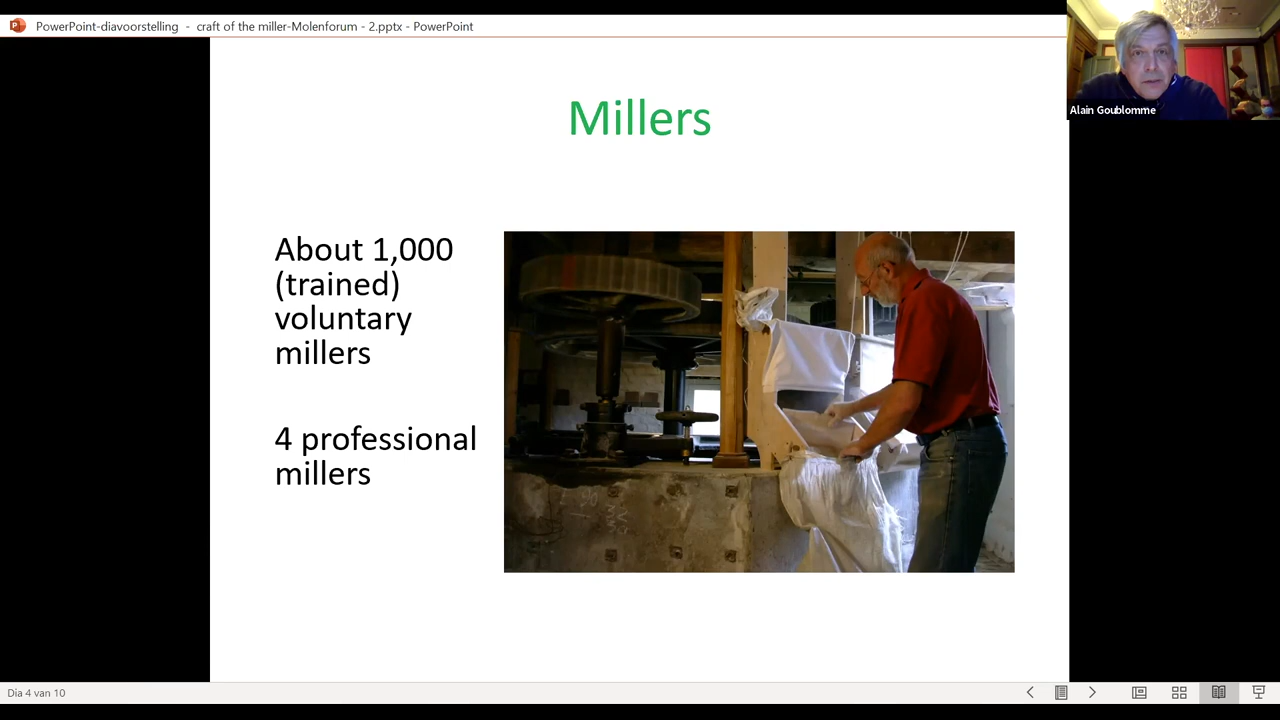 PowerPoint-diavoorstelling - craft of the miller-Molenforum - 2.pptx - PowerPoint
Alain Goublomme
Millers
About 1,000
(trained)
voluntary
millers
4 professional
millers
Dia 4 van 10